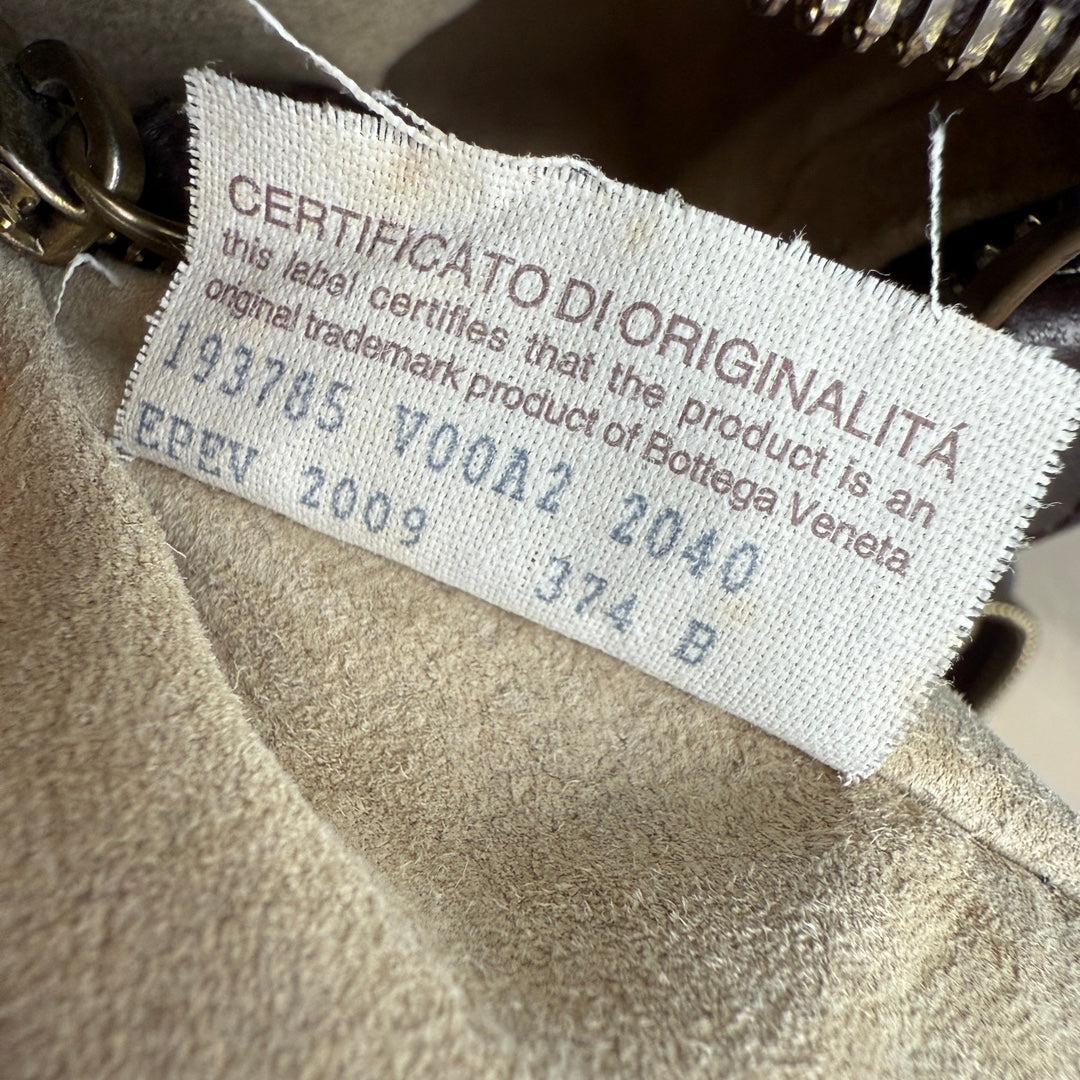 CERTIFICATO DI ORIGINALITÁ
this label certifies that the product is an
original trademark product of Bottega Veneta
193785 V00A2 2040
EPEV 2009 374 B